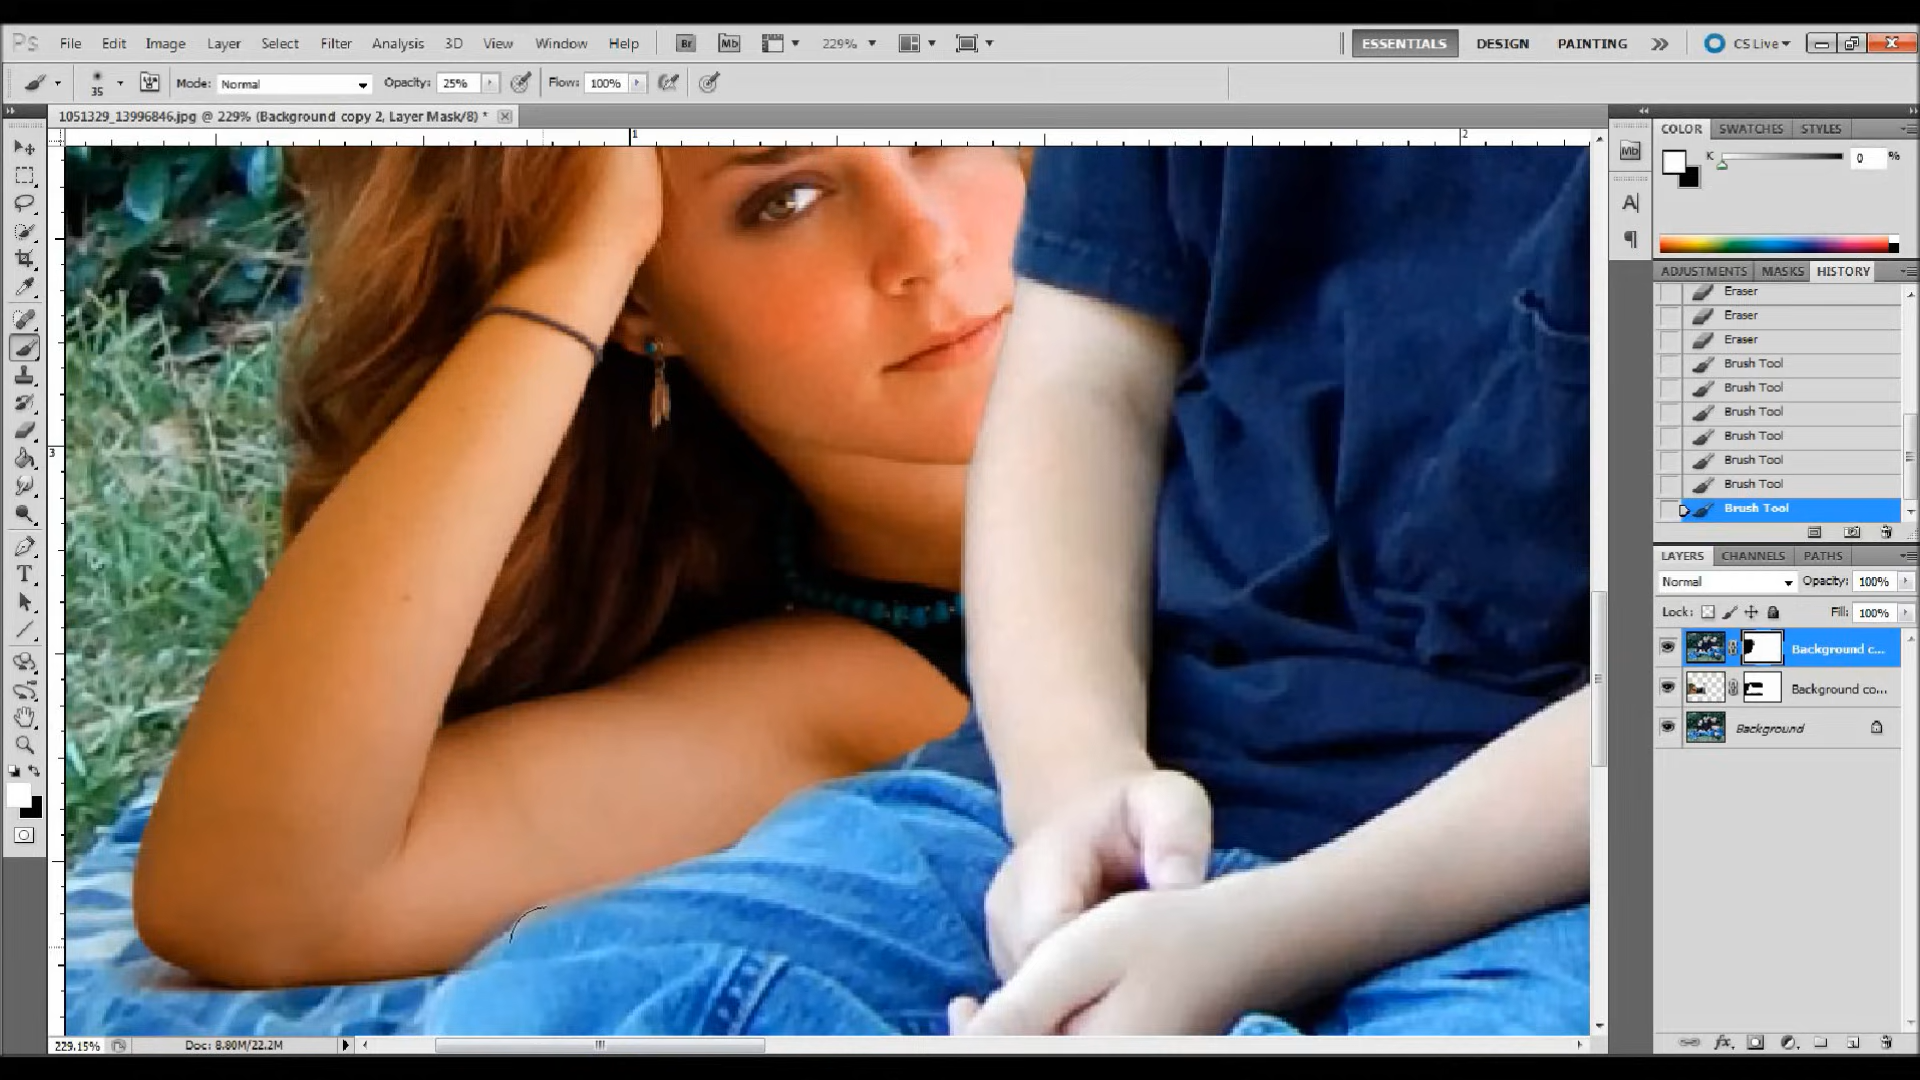 Ps File Edit Image Layer Select Filter Analysis 3D View Window Help Br Mb 229% ESSENTIALS DESIGN PAINTING CS Live
35 Mode: Normal Opacity: 25% Flow: 100%
1051329_13996846.jpg @ 229% (Background copy 2, Layer Mask/8) *
1 2
3
Mb
A
COLOR SWATCHES STYLES
K 0 %
ADJUSTMENTS MASKS HISTORY
Eraser
Eraser
Eraser
Brush Tool
Brush Tool
Brush Tool
Brush Tool
Brush Tool
Brush Tool
Brush Tool
LAYERS CHANNELS PATHS
Normal Opacity: 100%
Lock: Fill: 100%
Background c...
Background co...
Background
fx
T
229.15% Doc: 8.80M/22.2M